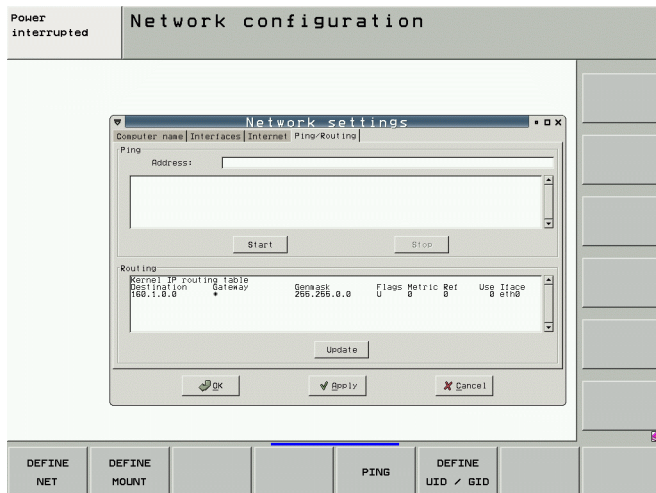 Power
interrupted
Network configuration
Network settings
Computer name Interfaces Internet Ping/Routing
Ping
Address:
Start Stop
Routing
Kernel IP routing table
Destination Gateway Genmask Flags Metric Ref Use Iface
160.1.0.0 * 255.255.0.0 U 0 0 0 eth0
Update
OK Apply Cancel
DEFINE
NET
DEFINE
MOUNT
PING
DEFINE
UID / GID